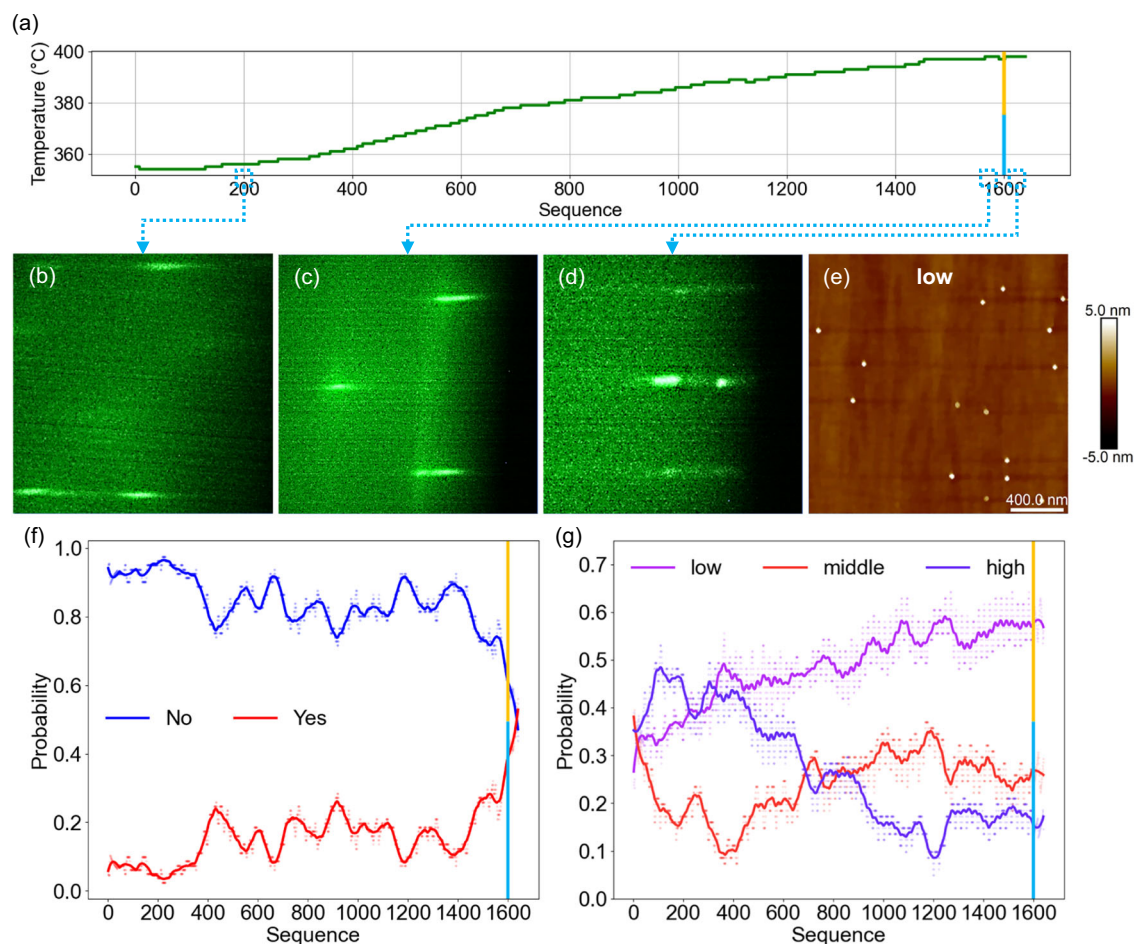 (a)
Temperature (°C)
400
380
360
0 200 400 600 800 1000 1200 1400 1600
Sequence
(b)
(c)
(d)
(e) low
5.0 nm
-5.0 nm
400.0 nm
(f)
Probability
1.0
0.8
0.6
0.4
0.2
0.0
No Yes
0 200 400 600 800 1000 1200 1400 1600
Sequence
(g)
Probability
0.7
0.6
0.5
0.4
0.3
0.2
0.1
0.0
low middle high
0 200 400 600 800 1000 1200 1400 1600
Sequence